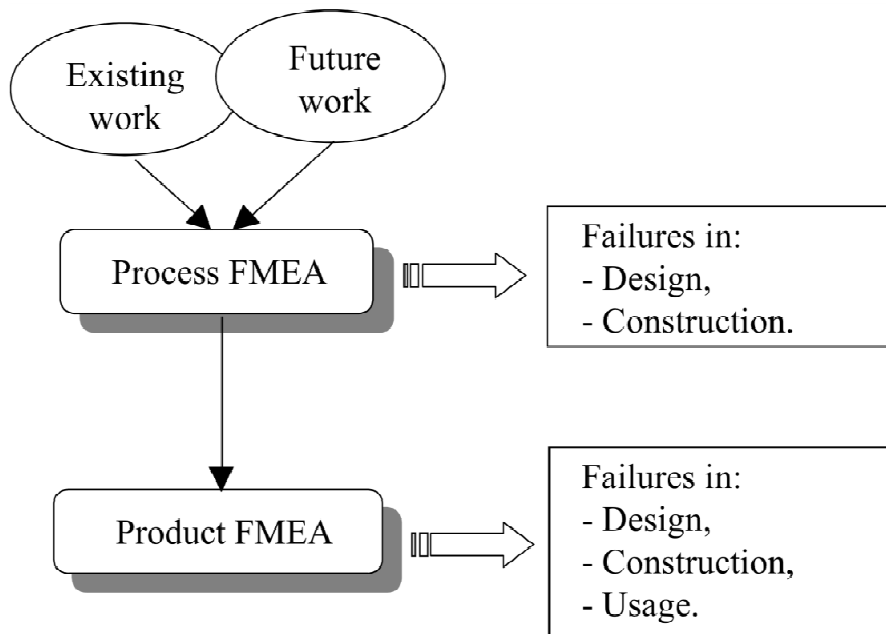 Existing
work
Future
work
Process FMEA
Failures in:
- Design,
- Construction.
Product FMEA
Failures in:
- Design,
- Construction,
- Usage.